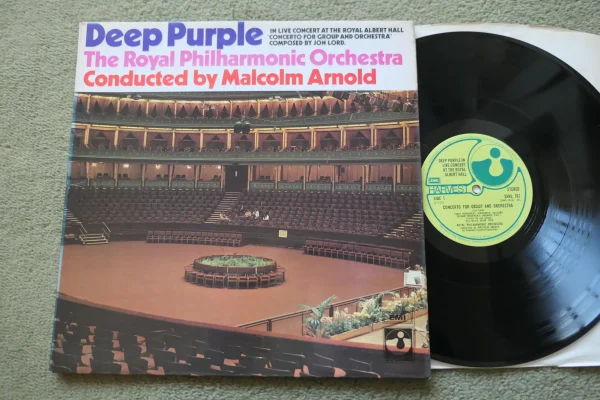 Deep Purple
IN LIVE CONCERT AT THE ROYAL ALBERT HALL
'CONCERTO FOR GROUP AND ORCHESTRA'
COMPOSED BY JON LORD.
The Royal Philharmonic Orchestra
Conducted by Malcolm Arnold
EMI
DEEP PURPLE IN
LIVE CONCERT
AT THE ROYAL
ALBERT HALL
HARVEST
STEREO
SIDE 1
CONCERTO FOR GROUP AND ORCHESTRA